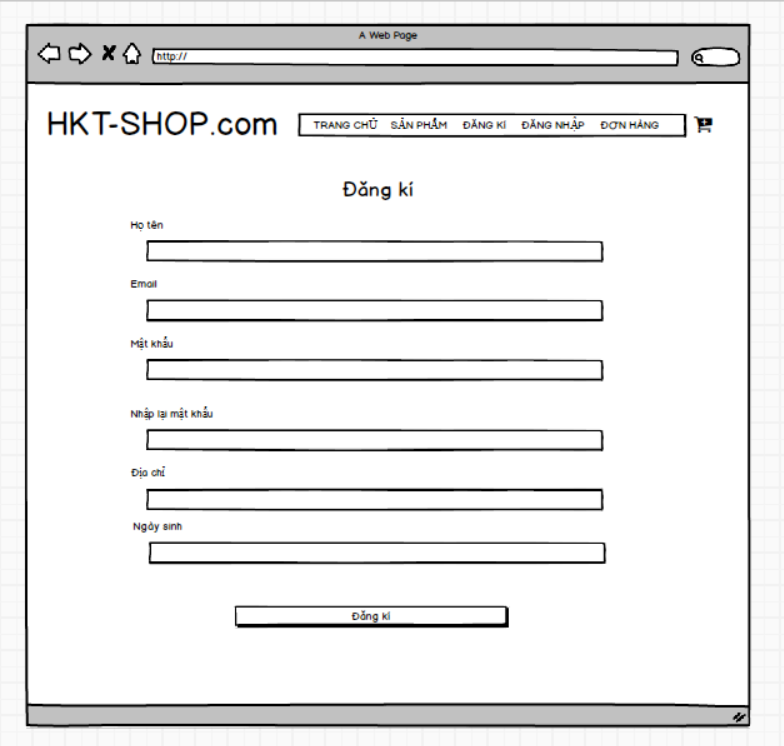 A Web Page
http://
HKT-SHOP.com TRANG CHỦ SẢN PHẨM ĐĂNG KÍ ĐĂNG NHẬP ĐƠN HÀNG
Đăng kí
Họ tên
Email
Mật khẩu
Nhập lại mật khẩu
Địa chỉ
Ngày sinh
Đăng kí